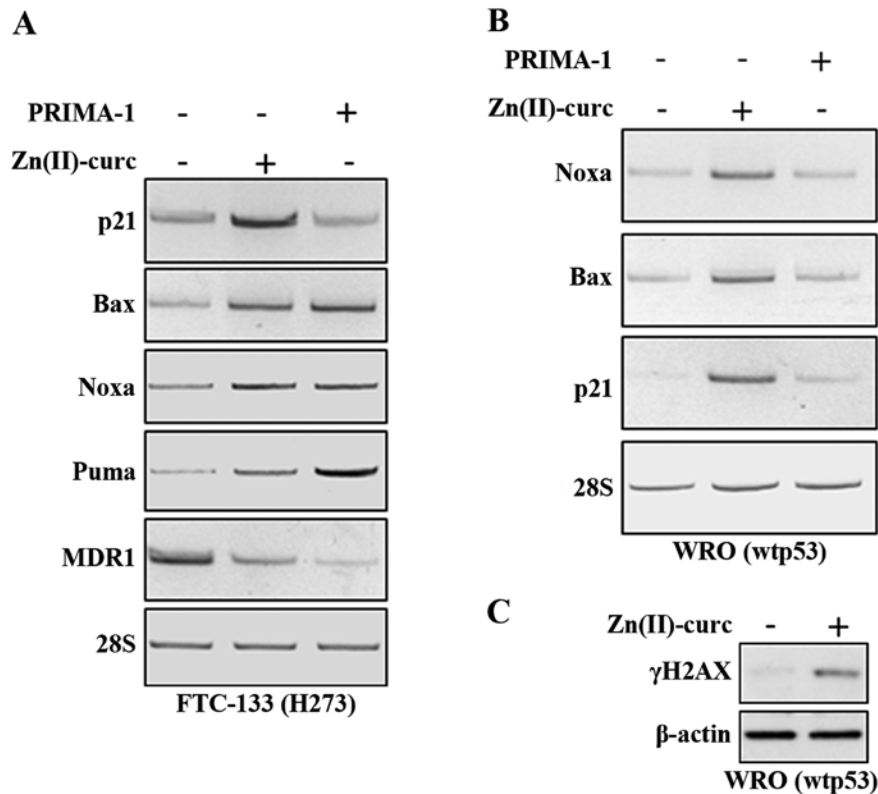 A
PRIMA-1 - - +
Zn(II)-curc - + -
p21
Bax
Noxa
Puma
MDR1
28S
FTC-133 (H273)
B
PRIMA-1 - - +
Zn(II)-curc - + -
Noxa
Bax
p21
28S
WRO (wtp53)
C
Zn(II)-curc - +
γH2AX
β-actin
WRO (wtp53)